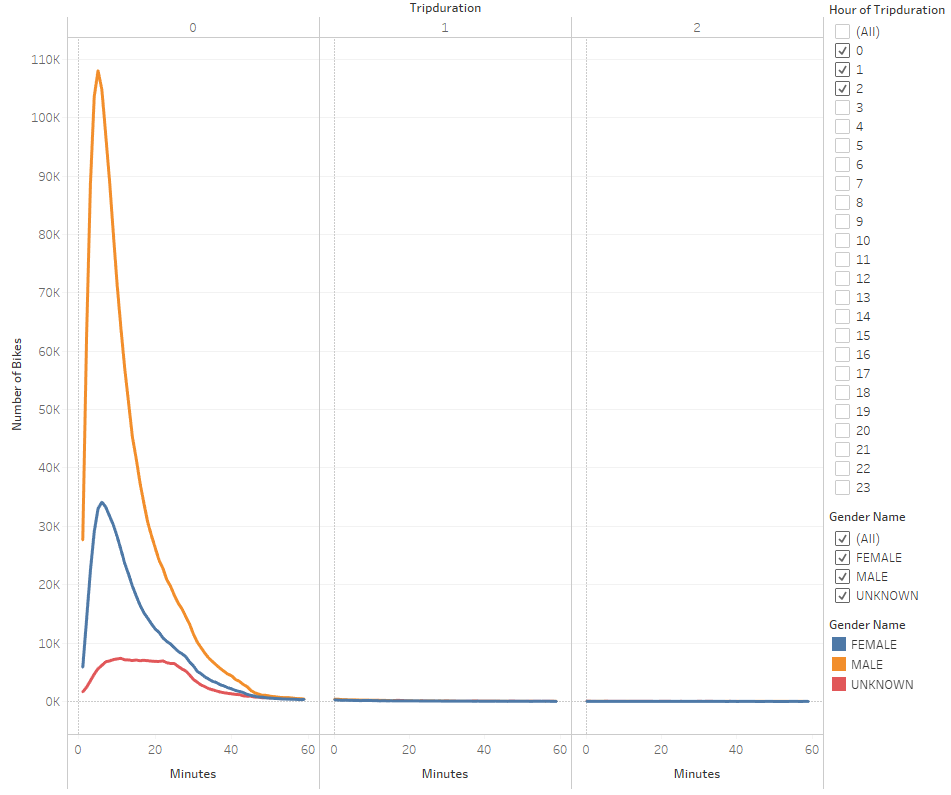 Tripduration
0 1 2
110K
100K
90K
80K
70K
60K
50K
40K
30K
20K
10K
0K
Number of Bikes
0 20 40 60 0 20 40 60 0 20 40 60
Minutes Minutes Minutes
Hour of Tripduration
(All)
0
1
2
3
4
5
6
7
8
9
10
11
12
13
14
15
16
17
18
19
20
21
22
23
Gender Name
(All)
FEMALE
MALE
UNKNOWN
Gender Name
FEMALE
MALE
UNKNOWN